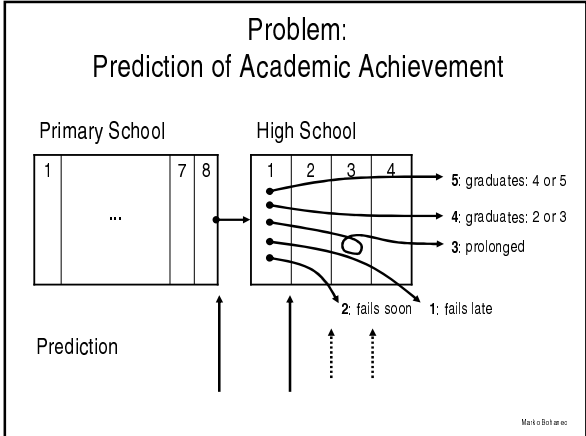 Problem:
Prediction of Academic Achievement
Primary School
High School
1 ... 7 8
1 2 3 4
5: graduates: 4 or 5
4: graduates: 2 or 3
3: prolonged
2: fails soon
1: fails late
Prediction
Marko Bohanec